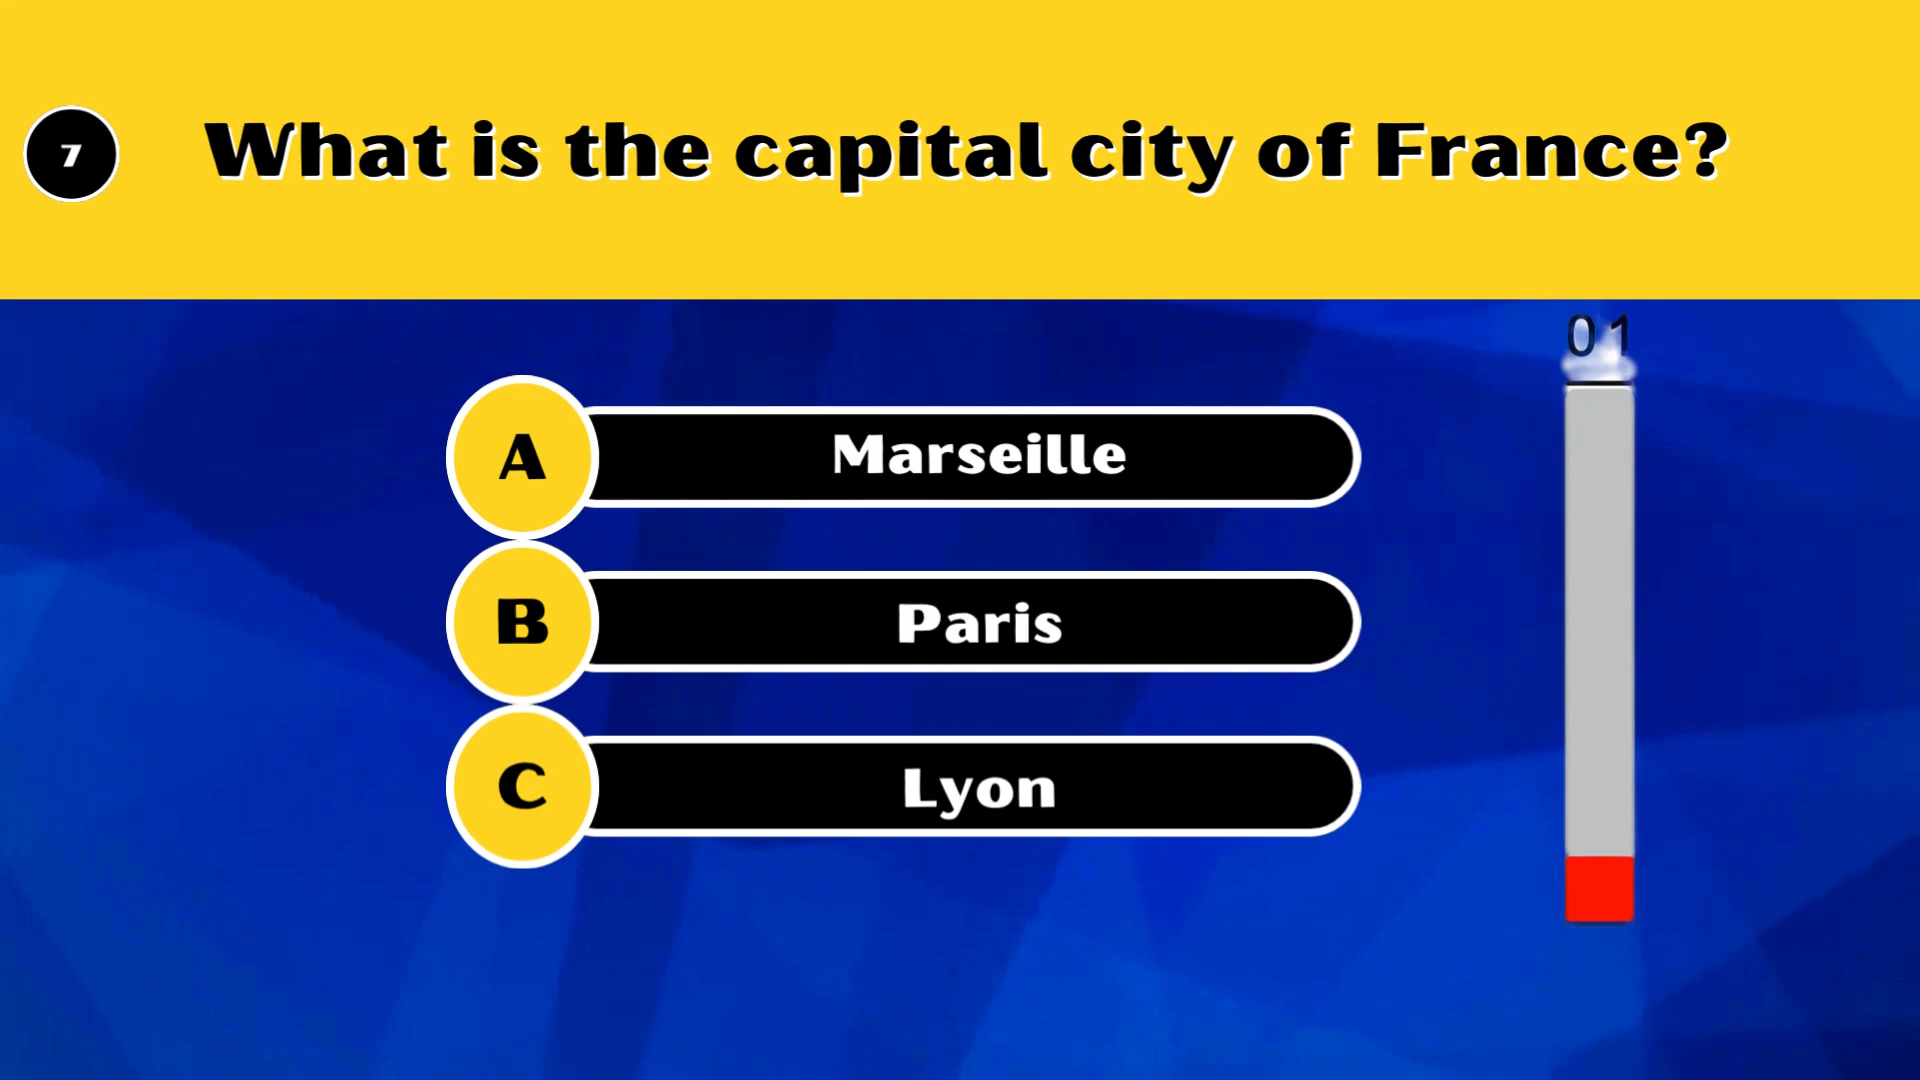 7
What is the capital city of France?
01
A
Marseille
B
Paris
C
Lyon